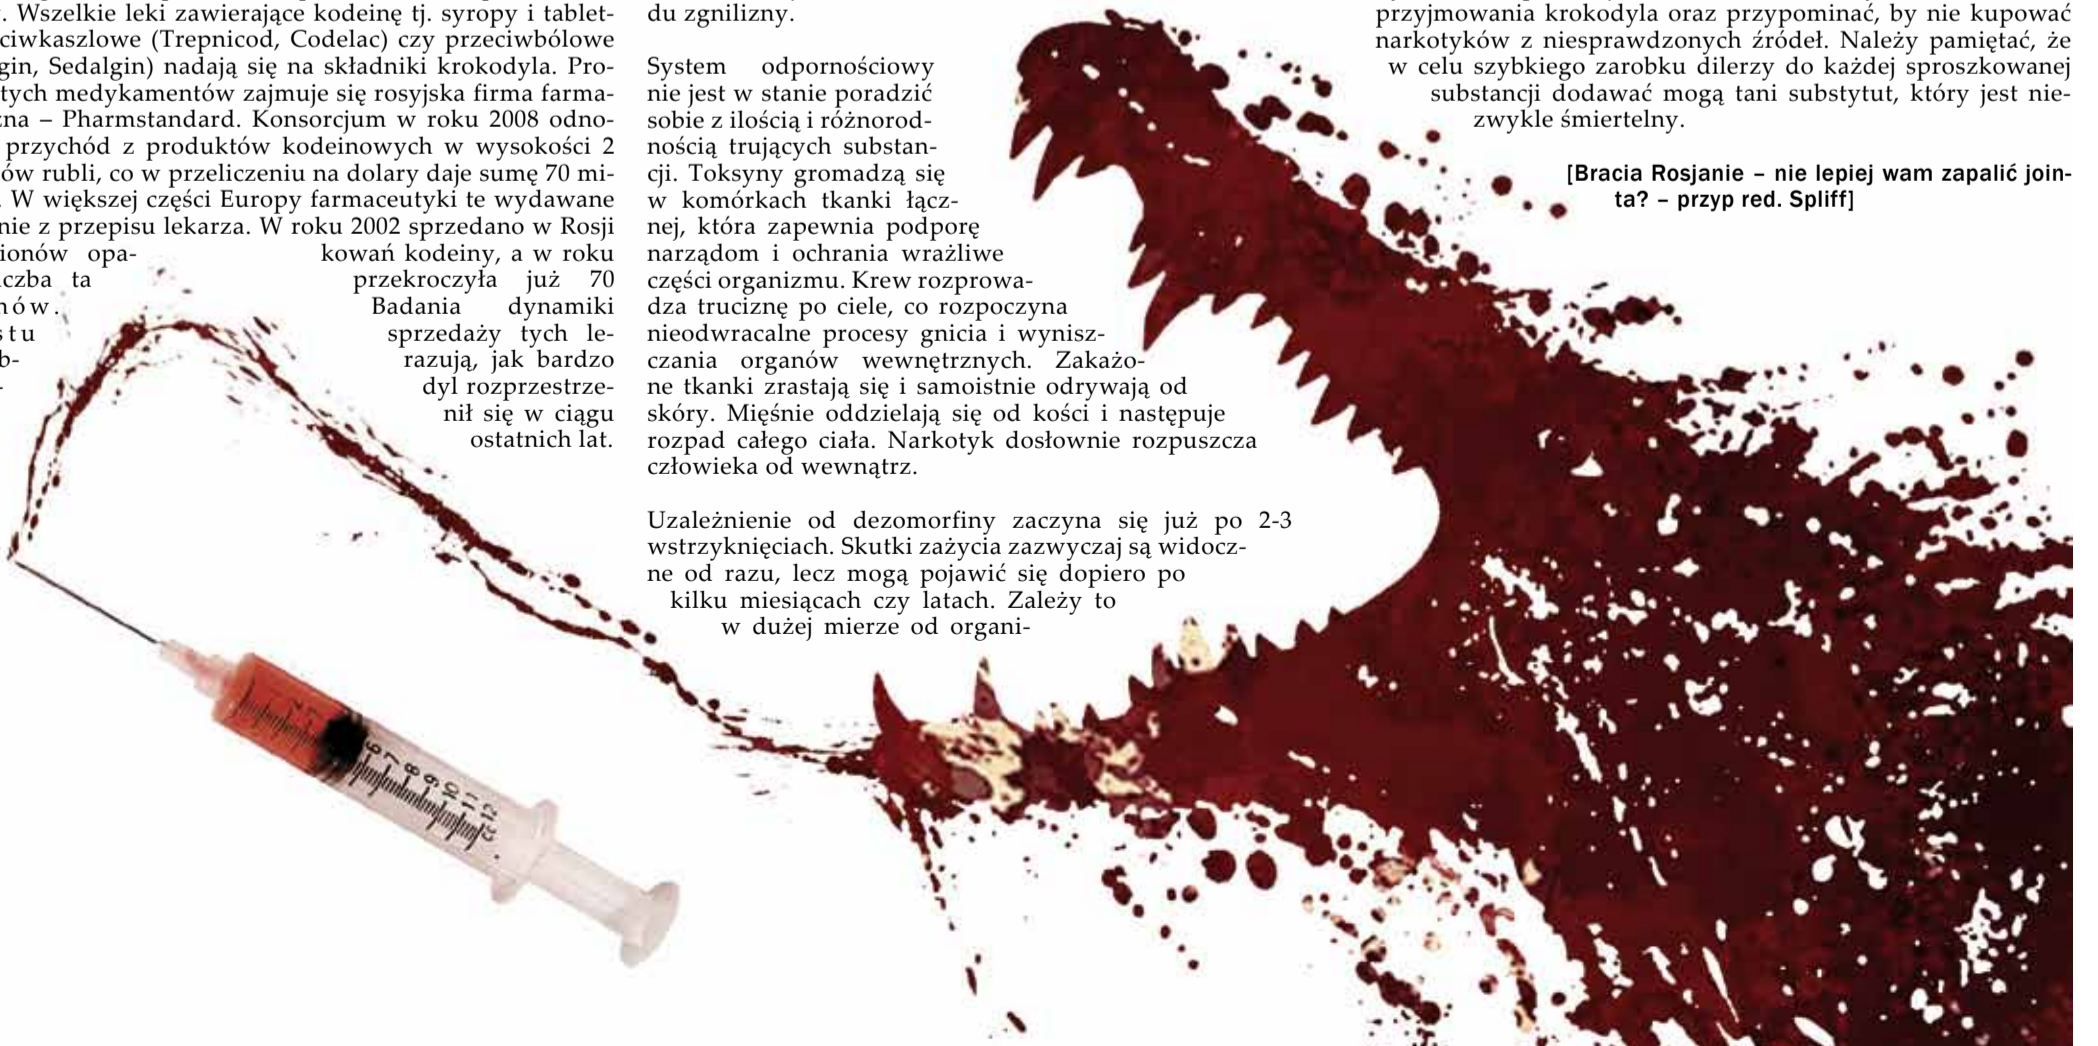 . Wszelkie leki zawierające kodeinę tj. syropy i tablet-
ciwkaszlowe (Trepnicod, Codelac) czy przeciwbólowe
gin, Sedalgin) nadają się na składniki krokodyla. Pro-
tych medykamentów zajmuje się rosyjska firma farma-
zna – Pharmstandard. Konsorcjum w roku 2008 odno-
przychód z produktów kodeinowych w wysokości 2
ów rubli, co w przeliczeniu na dolary daje sumę 70 mi-
. W większej części Europy farmaceutyki te wydawane
nie z przepisu lekarza. W roku 2002 sprzedano w Rosji
ionów opa- kowań kodeiny, a w roku
czba ta przekroczyła już 70
nów. Badania dynamiki
stu sprzedaży tych le-
b- razują, jak bardzo
- dyl rozprzestrze-
nił się w ciągu
ostatnich lat.
du zgnilizny.
System odpornościowy
nie jest w stanie poradzić
sobie z ilością i różnorod-
nością trujących substan-
cji. Toksyny gromadzą się
w komórkach tkanki łącz-
nej, która zapewnia podporę
narządom i ochrania wrażliwe
części organizmu. Krew rozprowa-
dza truciznę po ciele, co rozpoczyna
nieodwracalne procesy gnicia i wynisz-
czania organów wewnętrznych. Zakażo-
ne tkanki zrastają się i samoistnie odrywają od
skóry. Mięśnie oddzielają się od kości i następuje
rozpad całego ciała. Narkotyk dosłownie rozpuszcza
człowieka od wewnątrz.
Uzależnienie od dezomorfiny zaczyna się już po 2-3
wstrzyknięciach. Skutki zażycia zazwyczaj są widocz-
ne od razu, lecz mogą pojawić się dopiero po
kilku miesiącach czy latach. Zależy to
w dużej mierze od organi-
przyjmowania krokodyla oraz przypominać, by nie kupować
narkotyków z niesprawdzonych źródeł. Należy pamiętać, że
w celu szybkiego zarobku dilerzy do każdej sproszkowanej
substancji dodawać mogą tani substytut, który jest nie-
zwykle śmiertelny.
[Bracia Rosjanie – nie lepiej wam zapalić join-
ta? – przyp red. Spliff]
6
7
8
9
10
11
12